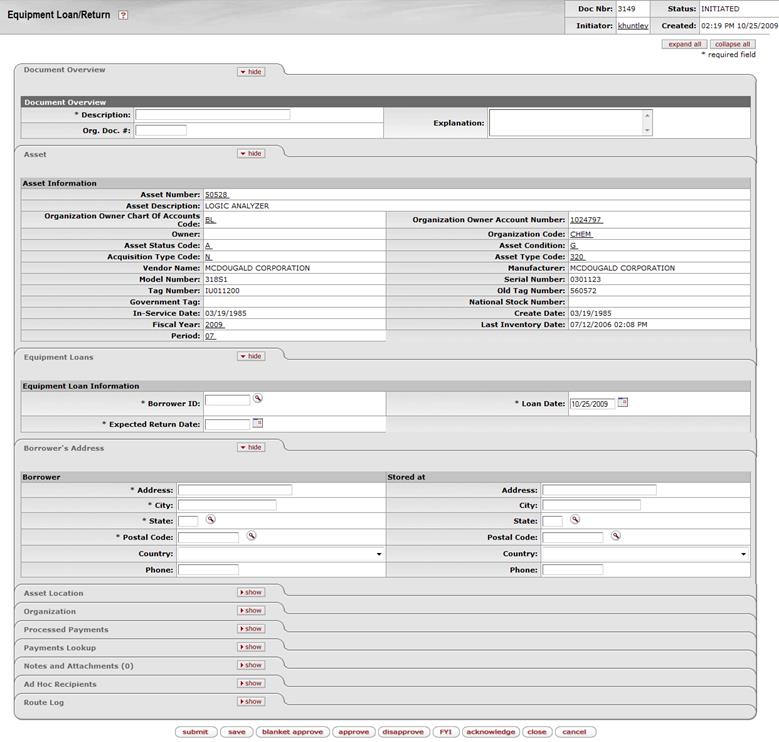 Equipment Loan/Return ?
Doc Nbr: 3149 Status: INITIATED
Initiator: khuntley Created: 02:19 PM 10/25/2009
expand all collapse all
* required field
Document Overview hide
Document Overview
* Description: Explanation:
Org. Doc. #:
Asset hide
Asset Information
Asset Number: 50528
Asset Description: LOGIC ANALYZER
Organization Owner Chart Of Accounts Code: BL Organization Owner Account Number: 1024797
Owner: Organization Code: CHEM
Asset Status Code: A Asset Condition: G
Acquisition Type Code: N Asset Type Code: 320
Vendor Name: MCDOUGALD CORPORATION Manufacturer: MCDOUGALD CORPORATION
Model Number: 318S1 Serial Number: 0301123
Tag Number: IU011200 Old Tag Number: 560572
Government Tag: National Stock Number:
In-Service Date: 03/19/1985 Create Date: 03/19/1985
Fiscal Year: 2009 Last Inventory Date: 07/12/2006 02:08 PM
Period: 07
Equipment Loans hide
Equipment Loan Information
* Borrower ID: * Loan Date: 10/25/2009
* Expected Return Date:
Borrower's Address hide
Borrower Stored at
* Address: Address:
* City: City:
* State: State:
* Postal Code: Postal Code:
Country: Country:
Phone: Phone:
Asset Location show
Organization show
Processed Payments show
Payments Lookup show
Notes and Attachments (0) show
Ad Hoc Recipients show
Route Log show
submit save blanket approve approve disapprove FYI acknowledge close cancel